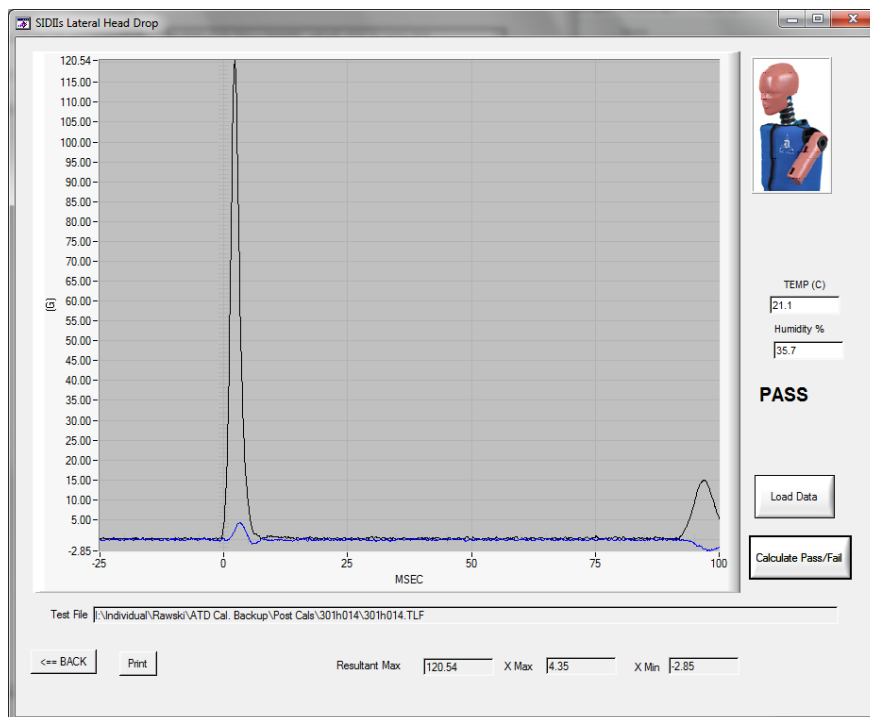 SIDIIs Lateral Head Drop
120.54
115.00
110.00
105.00
100.00
95.00
90.00
85.00
80.00
75.00
70.00
65.00
60.00
55.00
50.00
45.00
40.00
35.00
30.00
25.00
20.00
15.00
10.00
5.00
-2.85
(G)
-25 0 25 50 75 100
MSEC
TEMP (C)
21.1
Humidity %
35.7
PASS
Load Data
Calculate Pass/Fail
Test File I:\Individual\Rawski\ATD Cal. Backup\Post Cals\301h014\301h014.TLF
<== BACK Print Resultant Max 120.54 X Max 4.35 X Min -2.85